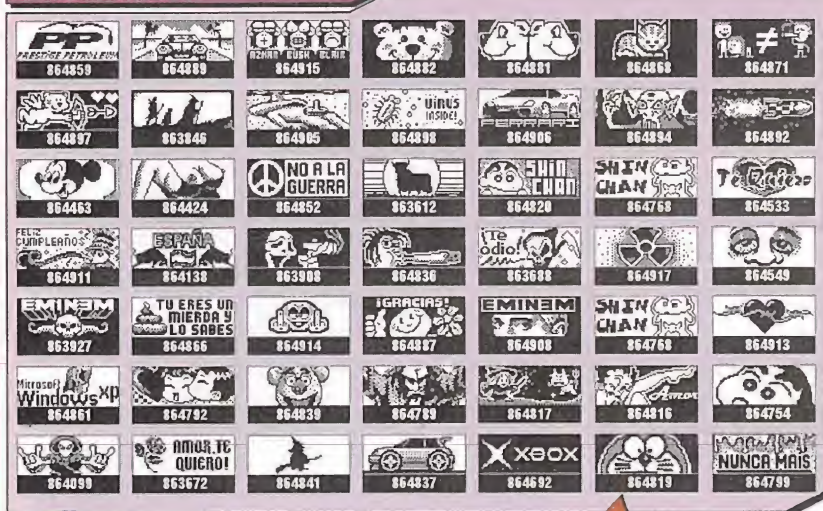 PP
PRESTIGE PETROLEUM
864859
864889
AZNAR BUSH BLAIR
864915
864882
864881
864868
864871
864897
863846
864905
VIRUS
INSIDE!
864898
FERRARI
864906
864894
864892
864463
864424
NO A LA
GUERRA
864852
863612
SHIN
CHAN
864820
SHIN
CHAN
864768
Te Quiero
864533
FELIZ
CUMPLEAÑOS
864911
ESPAÑA
864138
863908
864836
¡Te
odio!
863688
864917
864549
EMINEM
863927
TU ERES UN
MIERDA Y
LO SABES
864866
864914
¡GRACIAS!
864887
EMINEM
864908
SHIN
CHAN
864768
864913
Microsoft
Windows XP
864861
864792
864839
864789
864817
Amor
864816
864754
864099
AMOR, TE
QUIERO!
863672
864841
864837
XBOX
864692
864819
NUNCA MAIS
864799